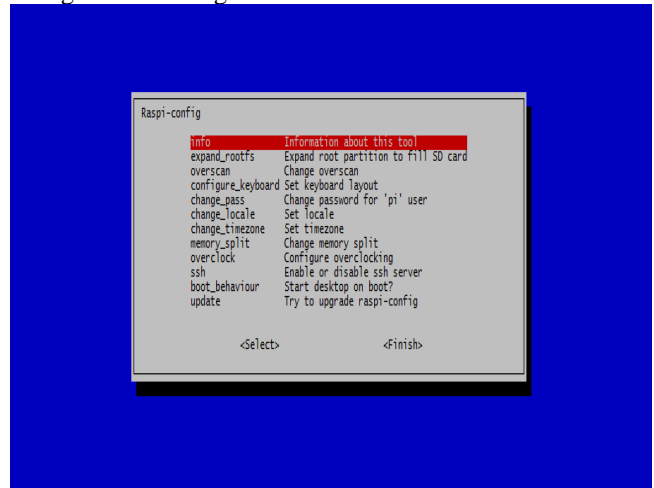 Raspi-config
info Information about this tool
expand_rootfs Expand root partition to fill SD card
overscan Change overscan
configure_keyboard Set keyboard layout
change_pass Change password for 'pi' user
change_locale Set locale
change_timezone Set timezone
memory_split Change memory split
overclock Configure overclocking
ssh Enable or disable ssh server
boot_behaviour Start desktop on boot?
update Try to upgrade raspi-config
<Select> <Finish>